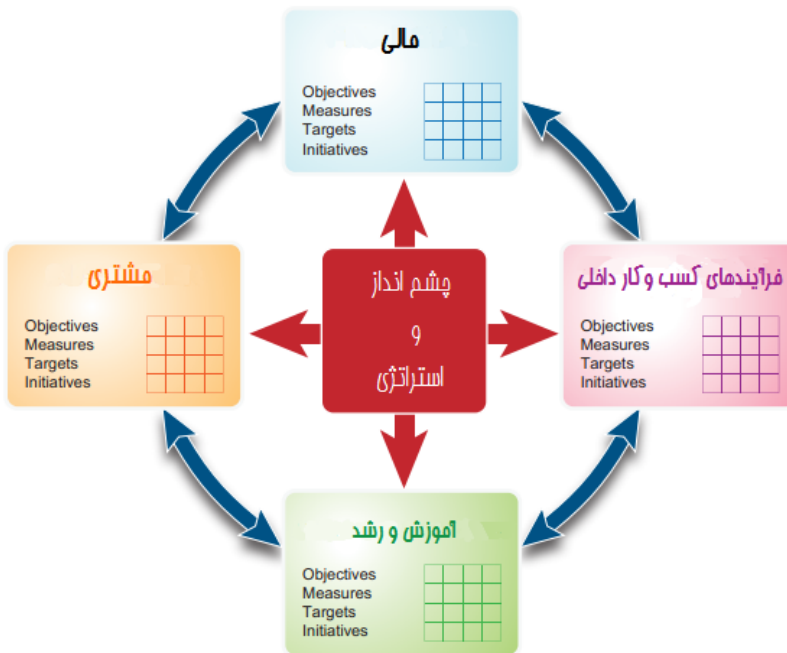 مالی
Objectives
Measures
Targets
Initiatives
مشتری
Objectives
Measures
Targets
Initiatives
چشم انداز
و
استراتژی
فرآیندهای کسب وکار داخلی
Objectives
Measures
Targets
Initiatives
آموزش و رشد
Objectives
Measures
Targets
Initiatives